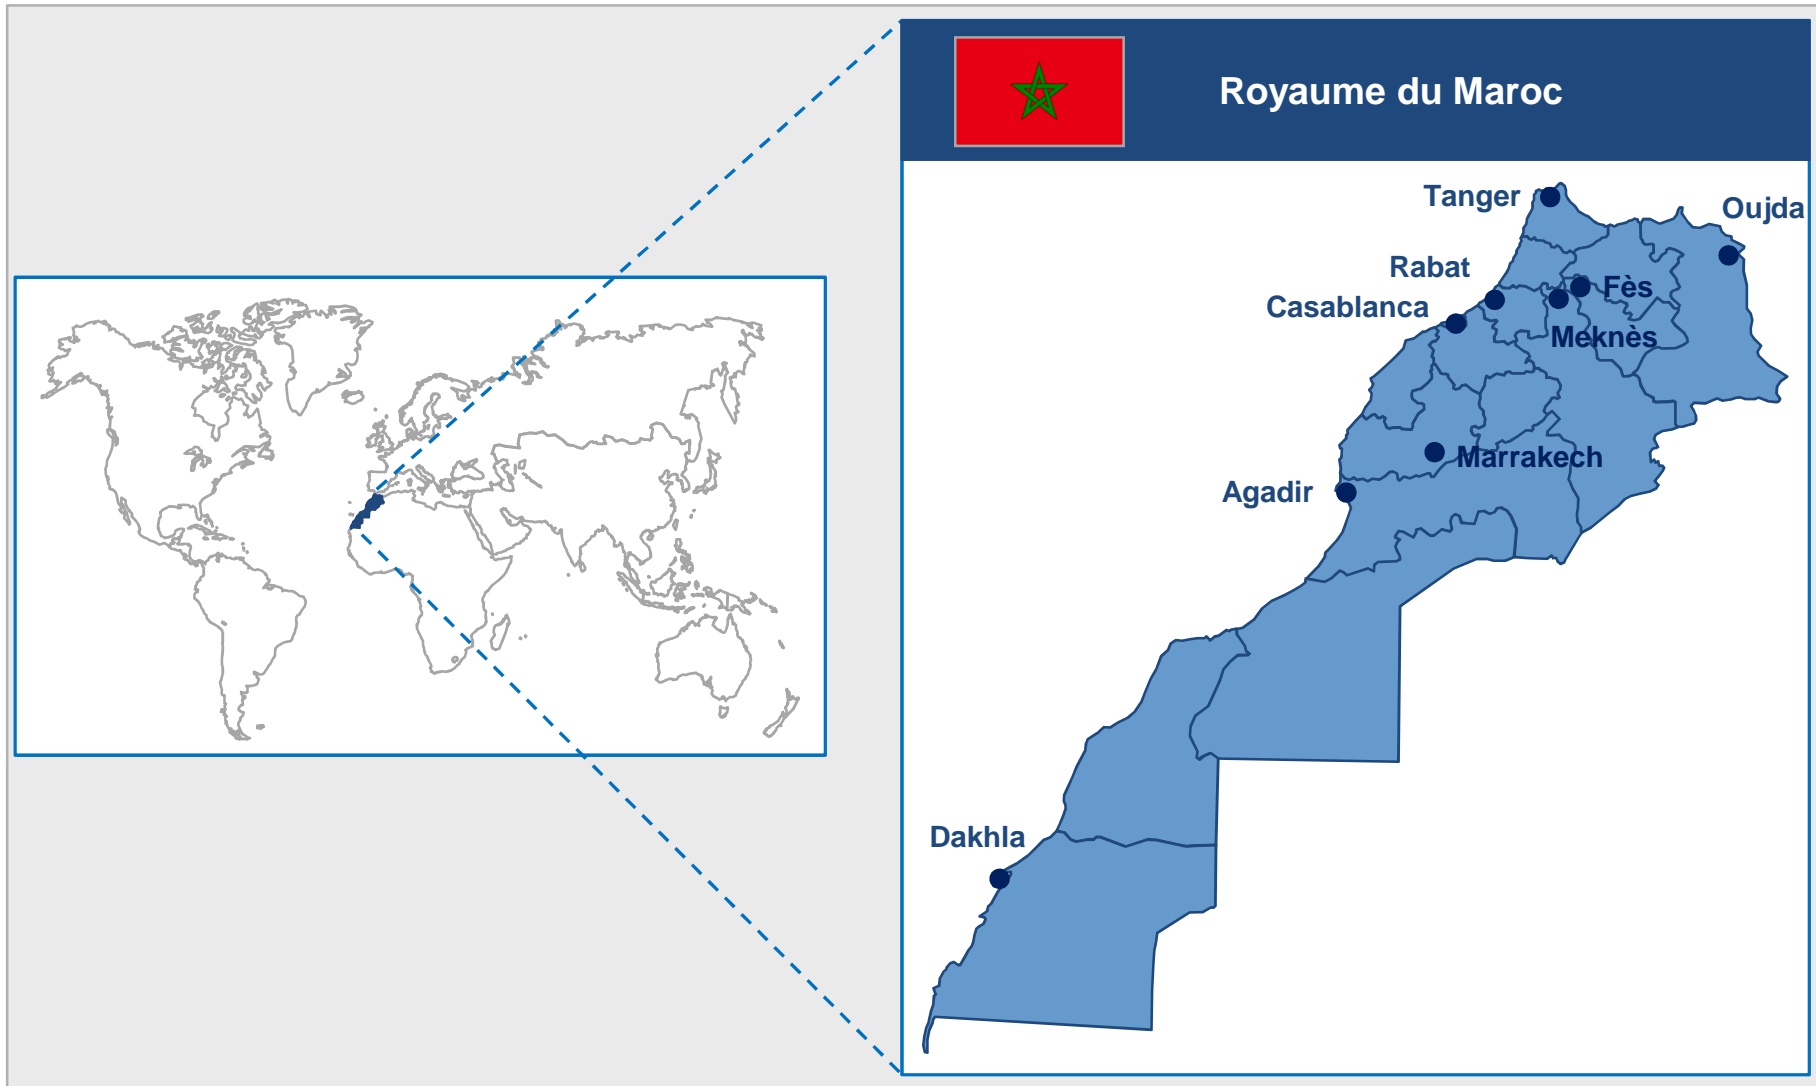 Royaume du Maroc
Tanger
Oujda
Rabat
Fès
Casablanca
Meknès
Marrakech
Agadir
Dakhla